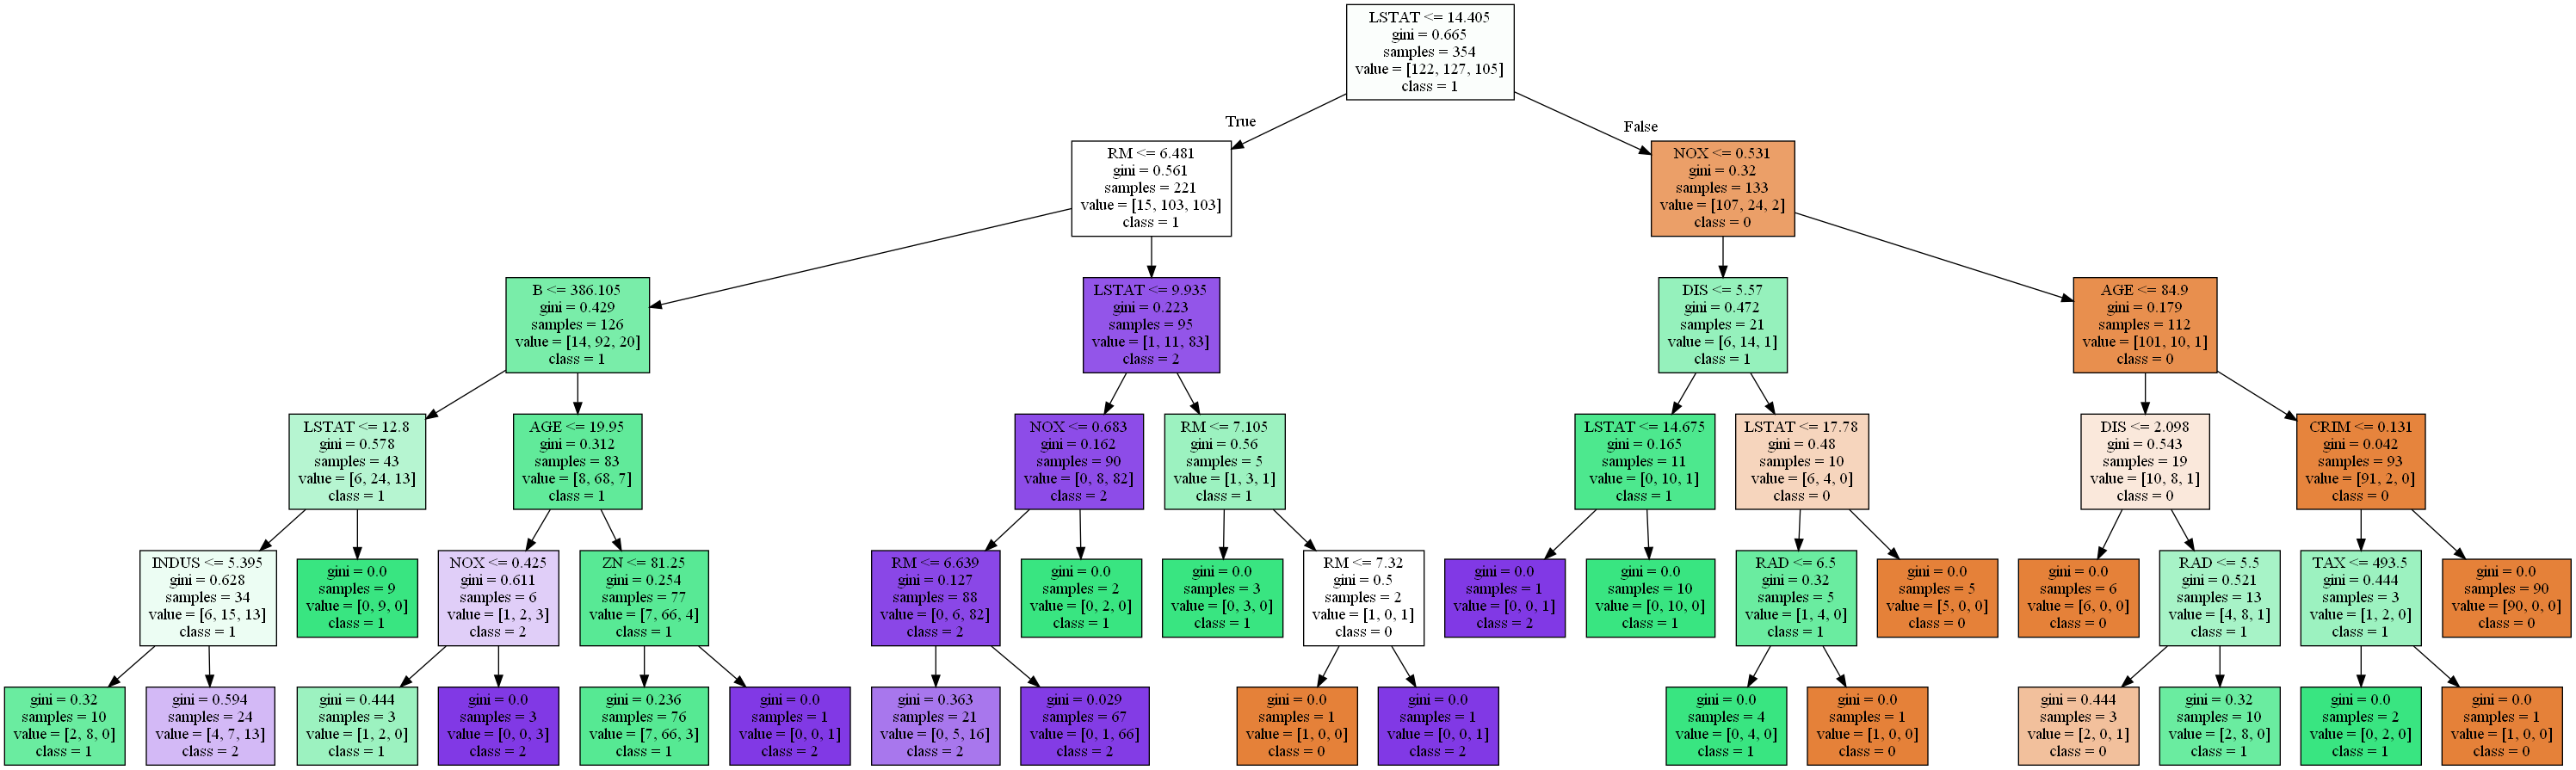 LSTAT <= 14.405
gini = 0.665
samples = 354
value = [122, 127, 105]
class = 1
True
False
RM <= 6.481
gini = 0.561
samples = 221
value = [15, 103, 103]
class = 1
NOX <= 0.531
gini = 0.32
samples = 133
value = [107, 24, 2]
class = 0
B <= 386.105
gini = 0.429
samples = 126
value = [14, 92, 20]
class = 1
LSTAT <= 9.935
gini = 0.223
samples = 95
value = [1, 11, 83]
class = 2
DIS <= 5.57
gini = 0.472
samples = 21
value = [6, 14, 1]
class = 1
AGE <= 84.9
gini = 0.179
samples = 112
value = [101, 10, 1]
class = 0
LSTAT <= 12.8
gini = 0.578
samples = 43
value = [6, 24, 13]
class = 1
AGE <= 19.95
gini = 0.312
samples = 83
value = [8, 68, 7]
class = 1
NOX <= 0.683
gini = 0.162
samples = 90
value = [0, 8, 82]
class = 2
RM <= 7.105
gini = 0.56
samples = 5
value = [1, 3, 1]
class = 1
LSTAT <= 14.675
gini = 0.165
samples = 11
value = [0, 10, 1]
class = 1
LSTAT <= 17.78
gini = 0.48
samples = 10
value = [6, 4, 0]
class = 0
DIS <= 2.098
gini = 0.543
samples = 19
value = [10, 8, 1]
class = 0
CRIM <= 0.131
gini = 0.042
samples = 93
value = [91, 2, 0]
class = 0
INDUS <= 5.395
gini = 0.628
samples = 34
value = [6, 15, 13]
class = 1
gini = 0.0
samples = 9
value = [0, 9, 0]
class = 1
NOX <= 0.425
gini = 0.611
samples = 6
value = [1, 2, 3]
class = 2
ZN <= 81.25
gini = 0.254
samples = 77
value = [7, 66, 4]
class = 1
RM <= 6.639
gini = 0.127
samples = 88
value = [0, 6, 82]
class = 2
gini = 0.0
samples = 2
value = [0, 2, 0]
class = 1
gini = 0.0
samples = 3
value = [0, 3, 0]
class = 1
RM <= 7.32
gini = 0.5
samples = 2
value = [1, 0, 1]
class = 0
gini = 0.0
samples = 1
value = [0, 0, 1]
class = 2
gini = 0.0
samples = 10
value = [0, 10, 0]
class = 1
RAD <= 6.5
gini = 0.32
samples = 5
value = [1, 4, 0]
class = 1
gini = 0.0
samples = 5
value = [5, 0, 0]
class = 0
gini = 0.0
samples = 6
value = [6, 0, 0]
class = 0
RAD <= 5.5
gini = 0.521
samples = 13
value = [4, 8, 1]
class = 1
TAX <= 493.5
gini = 0.444
samples = 3
value = [1, 2, 0]
class = 1
gini = 0.0
samples = 90
value = [90, 0, 0]
class = 0
gini = 0.32
samples = 10
value = [2, 8, 0]
class = 1
gini = 0.594
samples = 24
value = [4, 7, 13]
class = 2
gini = 0.444
samples = 3
value = [1, 2, 0]
class = 1
gini = 0.0
samples = 3
value = [0, 0, 3]
class = 2
gini = 0.236
samples = 76
value = [7, 66, 3]
class = 1
gini = 0.0
samples = 1
value = [0, 0, 1]
class = 2
gini = 0.363
samples = 21
value = [0, 5, 16]
class = 2
gini = 0.029
samples = 67
value = [0, 1, 66]
class = 2
gini = 0.0
samples = 1
value = [1, 0, 0]
class = 0
gini = 0.0
samples = 1
value = [0, 0, 1]
class = 2
gini = 0.0
samples = 4
value = [0, 4, 0]
class = 1
gini = 0.0
samples = 1
value = [1, 0, 0]
class = 0
gini = 0.444
samples = 3
value = [2, 0, 1]
class = 0
gini = 0.32
samples = 10
value = [2, 8, 0]
class = 1
gini = 0.0
samples = 2
value = [0, 2, 0]
class = 1
gini = 0.0
samples = 1
value = [1, 0, 0]
class = 0